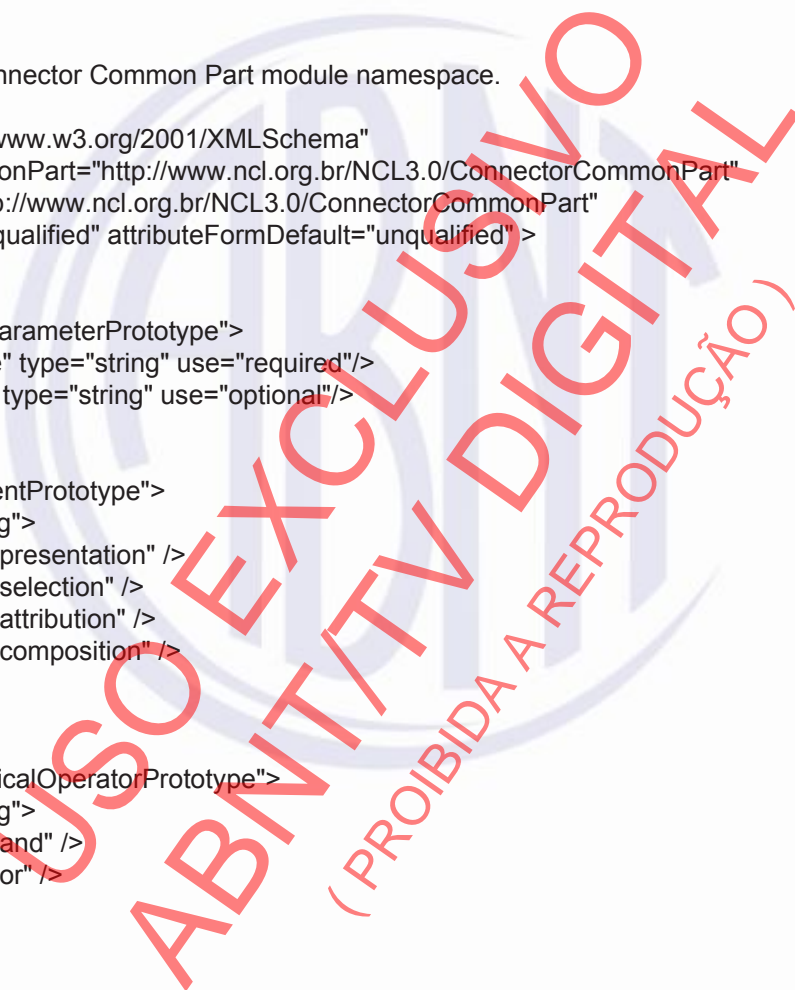 nnector Common Part module namespace.
www.w3.org/2001/XMLSchema"
onPart="http://www.ncl.org.br/NCL3.0/ConnectorCommonPart"
p://www.ncl.org.br/NCL3.0/ConnectorCommonPart"
qualified" attributeFormDefault="unqualified" >
arameterPrototype">
e" type="string" use="required"/>
type="string" use="optional"/>
entPrototype">
g">
presentation" />
selection" />
attribution" />
composition" />
icalOperatorPrototype">
g">
and" />
or" />
USO EXCLUSIVO
ABNT/TV DIGITAL
( PROIBIDA A REPRODUÇÃO )
ABNT